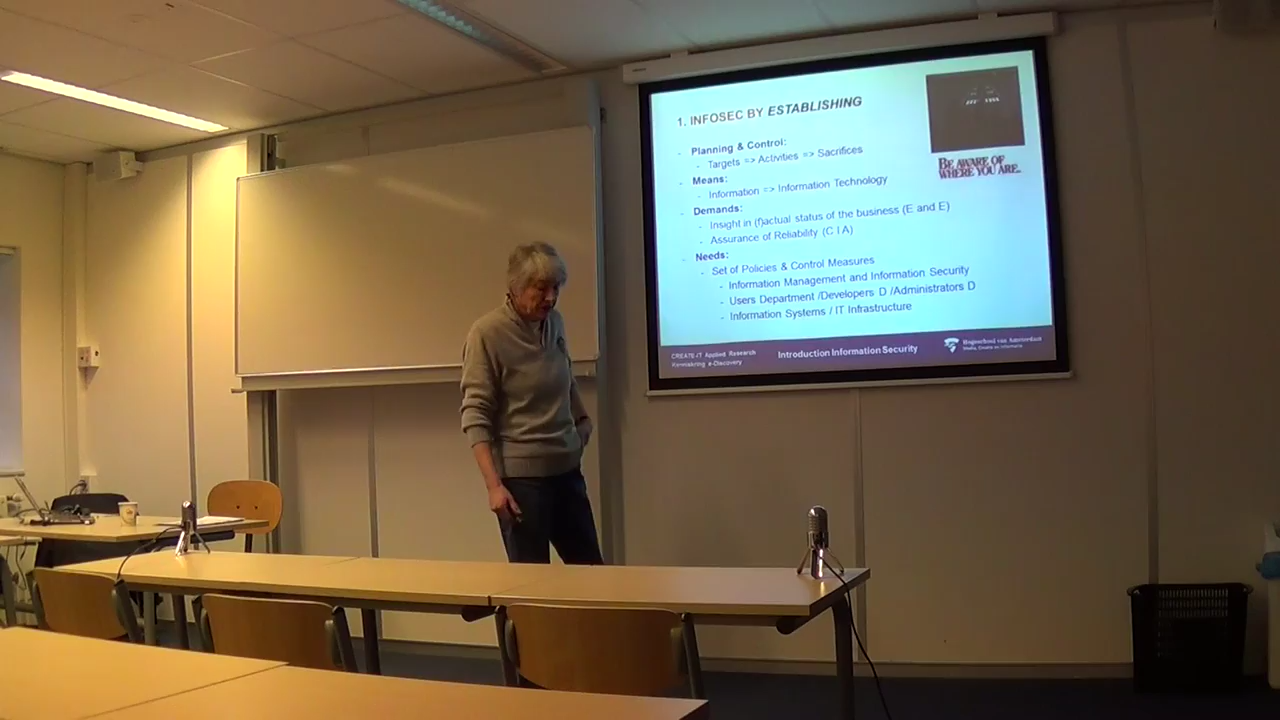 1. INFOSEC BY ESTABLISHING
- Planning & Control:
- Targets => Activities => Sacrifices
- Means:
- Information => Information Technology
- Demands:
- Insight in (f)actual status of the business (E and E)
- Assurance of Reliability (C I A)
- Needs:
- Set of Policies & Control Measures
- Information Management and Information Security
- Users Department /Developers D /Administrators D
- Information Systems / IT Infrastructure
BE AWARE OF
WHERE YOU ARE.
CREATE-IT Applied Research
e-Discovery
Introduction Information Security
Hogeschool van Amsterdam